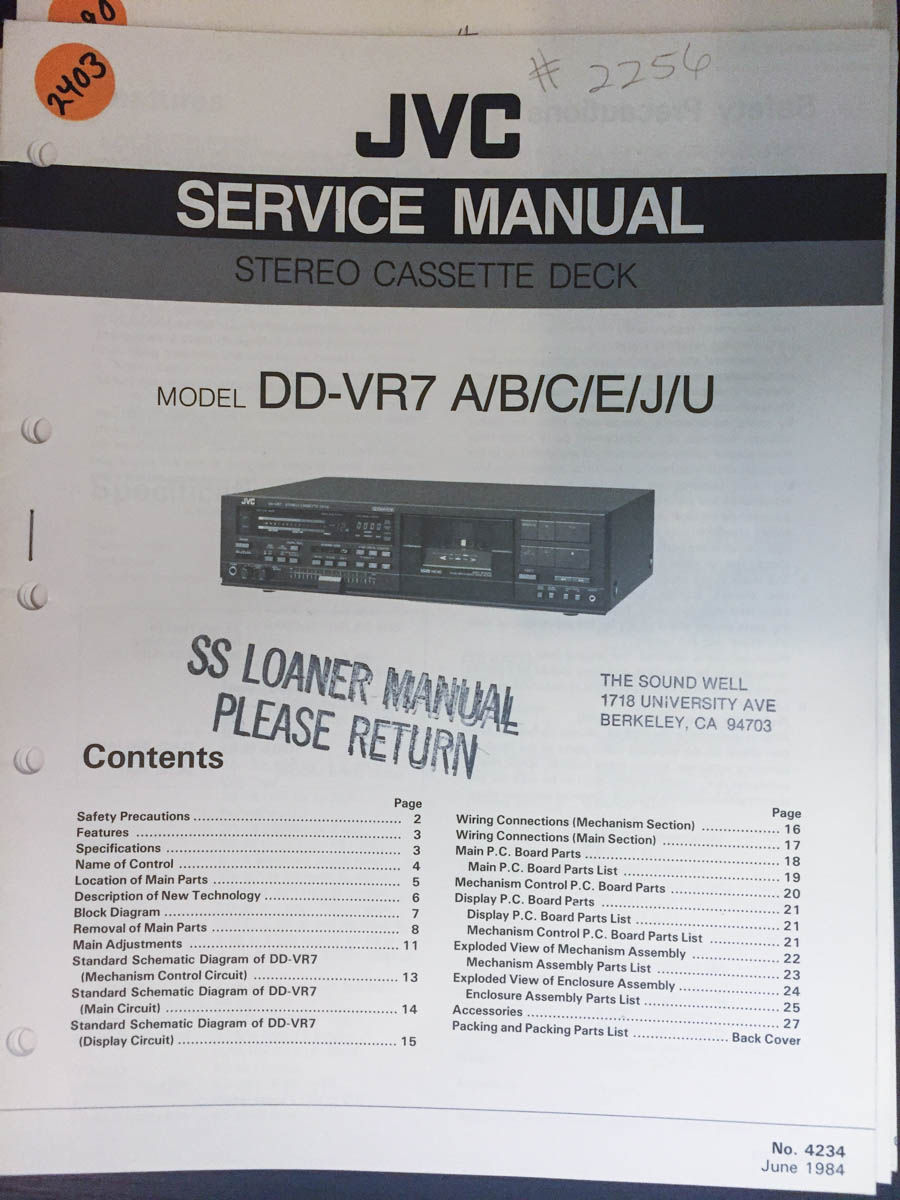 90
2403
# 2256
JVC
SERVICE MANUAL
STEREO CASSETTE DECK
MODEL DD-VR7 A/B/C/E/J/U
JVC
SS LOANER MANUAL
PLEASE RETURN
THE SOUND WELL
1718 UNIVERSITY AVE
BERKELEY, CA 94703
Contents
Page
Safety Precautions 2
Features 3
Specifications 3
Name of Control 4
Location of Main Parts 5
Description of New Technology 6
Block Diagram 7
Removal of Main Parts 8
Main Adjustments 11
Standard Schematic Diagram of DD-VR7
(Mechanism Control Circuit) 13
Standard Schematic Diagram of DD-VR7
(Main Circuit) 14
Standard Schematic Diagram of DD-VR7
(Display Circuit) 15
Page
Wiring Connections (Mechanism Section) 16
Wiring Connections (Main Section) 17
Main P.C. Board Parts 18
Main P.C. Board Parts List 19
Mechanism Control P.C. Board Parts 20
Display P.C. Board Perts 21
Display P.C. Board Parts List 21
Mechanism Control P.C. Board Parts List 21
Exploded View of Mechanism Assembly 22
Mechanism Assembly Parts List 23
Exploded View of Enclosure Assembly 24
Enclosure Assembly Parts List 25
Accessories 27
Packing and Packing Parts List Back Cover
No. 4234
June 1984